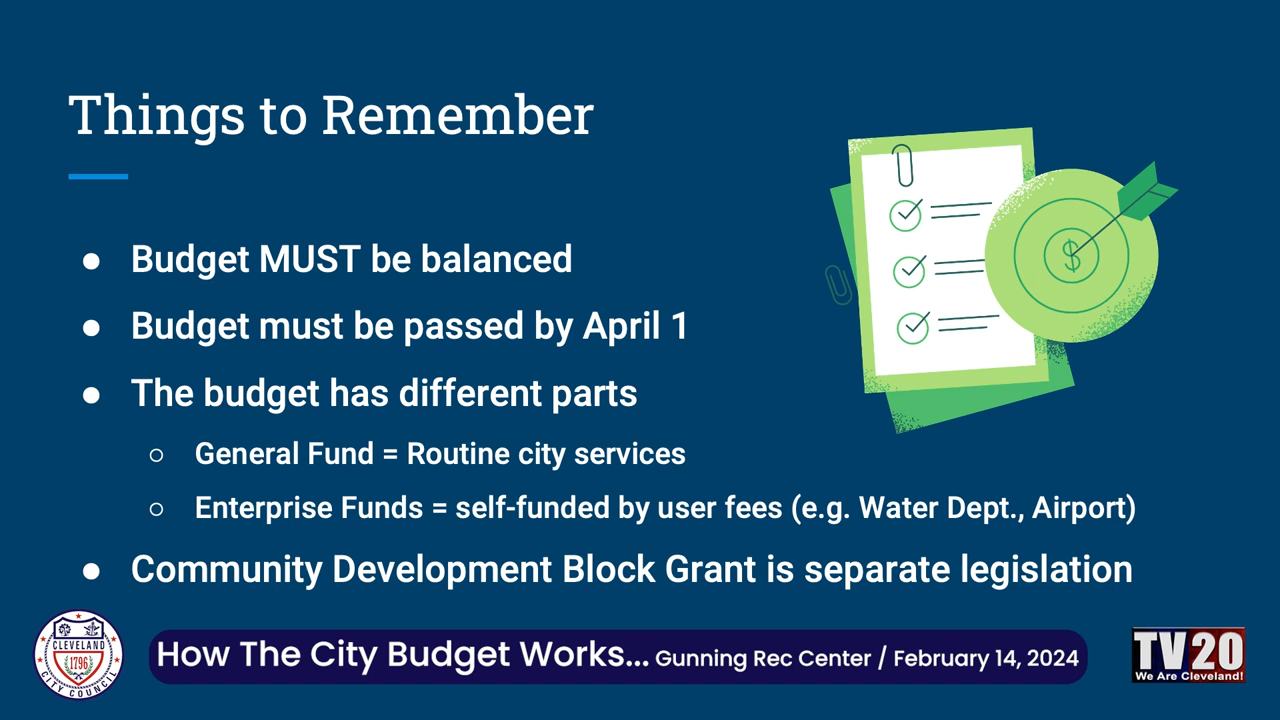 Things to Remember
● Budget MUST be balanced
● Budget must be passed by April 1
● The budget has different parts
○ General Fund = Routine city services
○ Enterprise Funds = self-funded by user fees (e.g. Water Dept., Airport)
● Community Development Block Grant is separate legislation
$
CLEVELAND
1796
CITY COUNCIL
How The City Budget Works... Gunning Rec Center / February 14, 2024
TV20
We Are Cleveland!